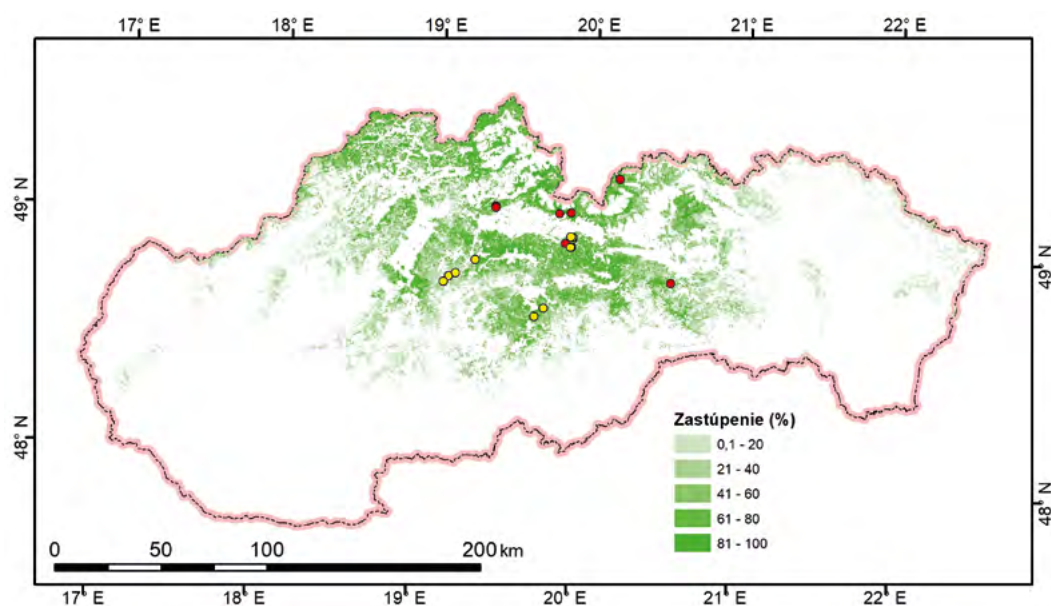 17° E 18° E 19° E 20° E 21° E 22° E
49° N
49° N
48° N
48° N
Zastúpenie (%)
0,1 - 20
21 - 40
41 - 60
61 - 80
81 - 100
0 50 100 200 km
17° E 18° E 19° E 20° E 21° E 22° E